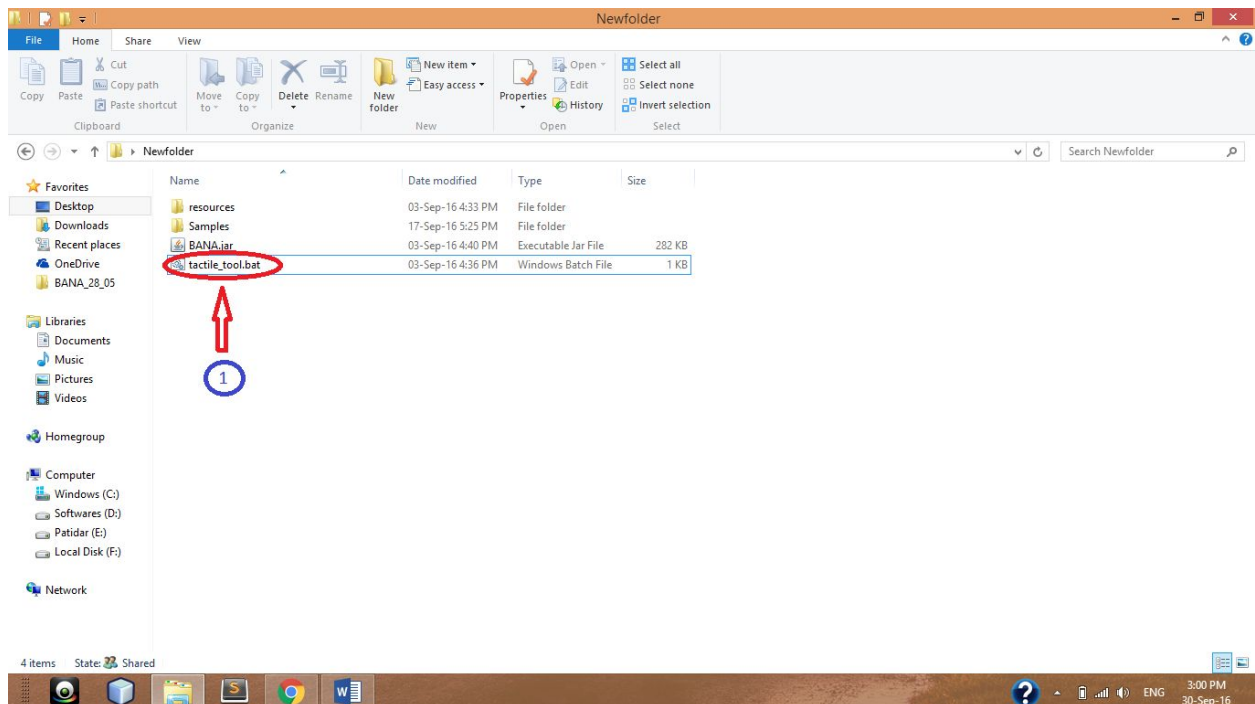 Newfolder
File Home Share View
Copy
Paste
Cut
Copy path
Paste shortcut
Clipboard
Move to
Copy to
Delete
Rename
Organize
New folder
New item
Easy access
New
Properties
Open
Edit
History
Open
Select all
Select none
Invert selection
Select
Newfolder
Search Newfolder
Favorites
Desktop
Downloads
Recent places
OneDrive
BANA_28_05
Libraries
Documents
Music
Pictures
Videos
Homegroup
Computer
Windows (C:)
Softwares (D:)
Patidar (E:)
Local Disk (F:)
Network
Name Date modified Type Size
resources 03-Sep-16 4:33 PM File folder
Samples 17-Sep-16 5:25 PM File folder
BANA.jar 03-Sep-16 4:40 PM Executable Jar File 282 KB
tactile_tool.bat 03-Sep-16 4:36 PM Windows Batch File 1 KB
1
4 items State: Shared
S
W
ENG
3:00 PM
30-Sep-16